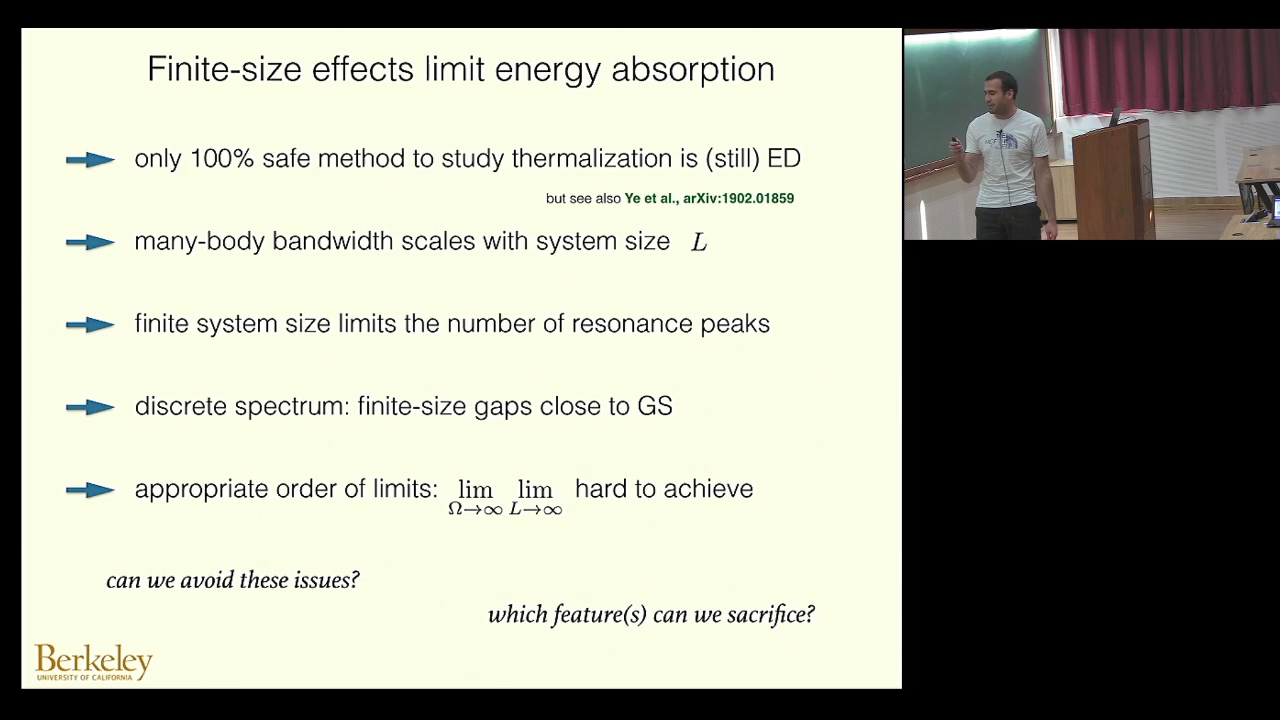 Finite-size effects limit energy absorption
only 100% safe method to study thermalization is (still) ED
but see also Ye et al., arXiv:1902.01859
many-body bandwidth scales with system size L
finite system size limits the number of resonance peaks
discrete spectrum: finite-size gaps close to GS
appropriate order of limits: lim lim hard to achieve
Ω→∞ L→∞
can we avoid these issues?
which feature(s) can we sacrifice?
Berkeley
UNIVERSITY OF CALIFORNIA